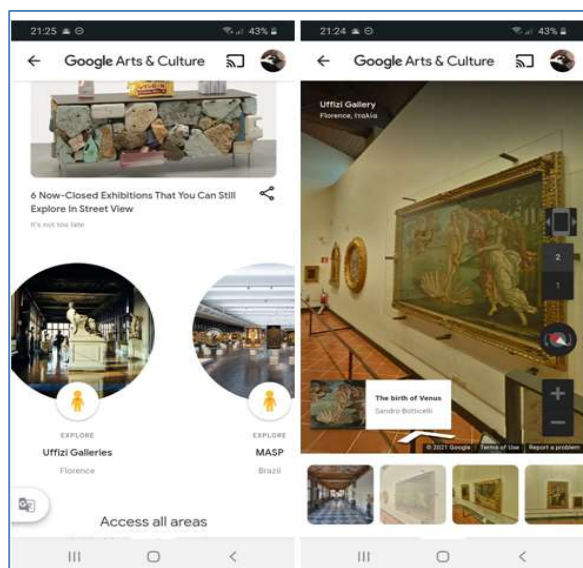 21:25
43%
Google Arts & Culture
6 Now-Closed Exhibitions That You Can Still
Explore In Street View
It's not too late
EXPLORE
Uffizi Galleries
Florence
EXPLORE
MASP
Brazil
Access all areas
21:24
43%
Google Arts & Culture
Uffizi Gallery
Florence, Ιταλία
2
1
The birth of Venus
Sandro Botticelli
© 2021 Google
Terms of Use
Report a problem